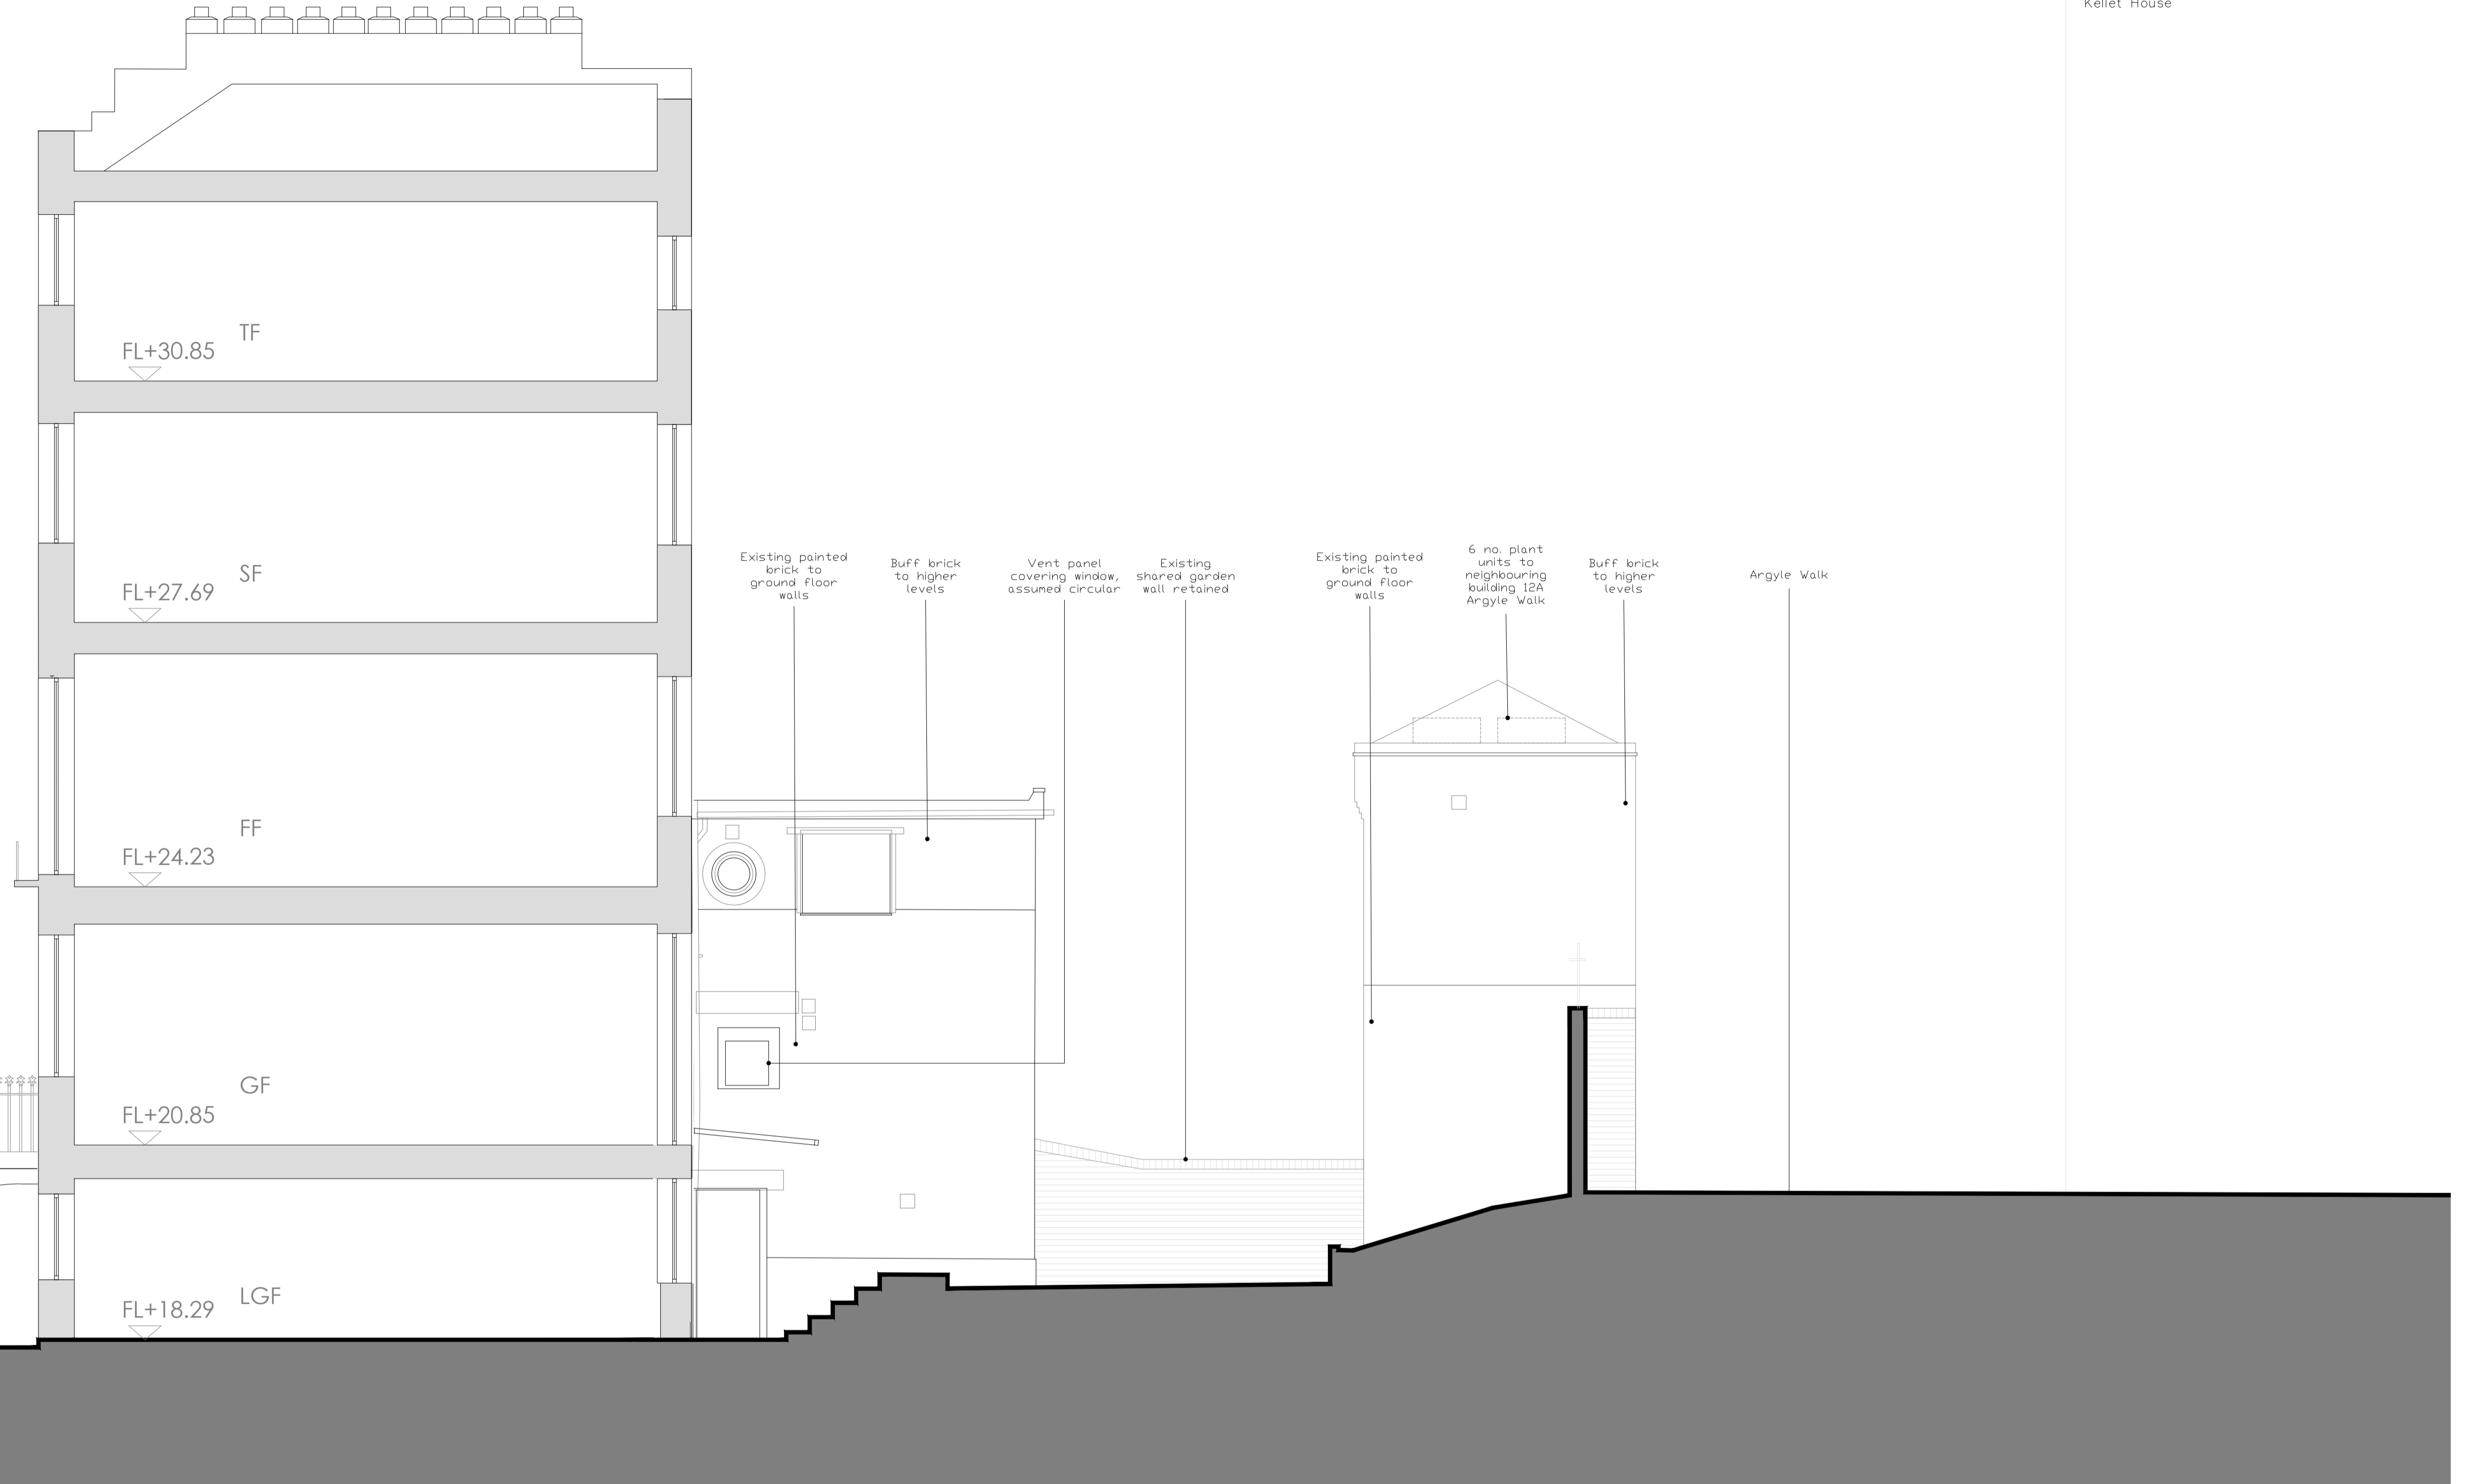 Kellet House
TF
FL+30.85
SF
FL+27.69
FF
FL+24.23
GF
FL+20.85
LGF
FL+18.29
Existing painted
brick to
ground floor
walls
Buff brick
to higher
levels
Vent panel
covering window,
assumed circular
Existing
shared garden
wall retained
Existing painted
brick to
ground floor
walls
6 no. plant
units to
neighbouring
building 12A
Argyle Walk
Buff brick
to higher
levels
Argyle Walk